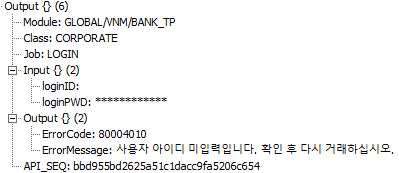 Output {} (6)
Module: GLOBAL/VNM/BANK_TP
Class: CORPORATE
Job: LOGIN
Input {} (2)
loginID:
loginPWD: ************
Output {} (2)
ErrorCode: 80004010
ErrorMessage: 사용자 아이디 미입력입니다. 확인 후 다시 거래하십시오.
API_SEQ: bbd955bd2625a51c1dacc9fa5206c654